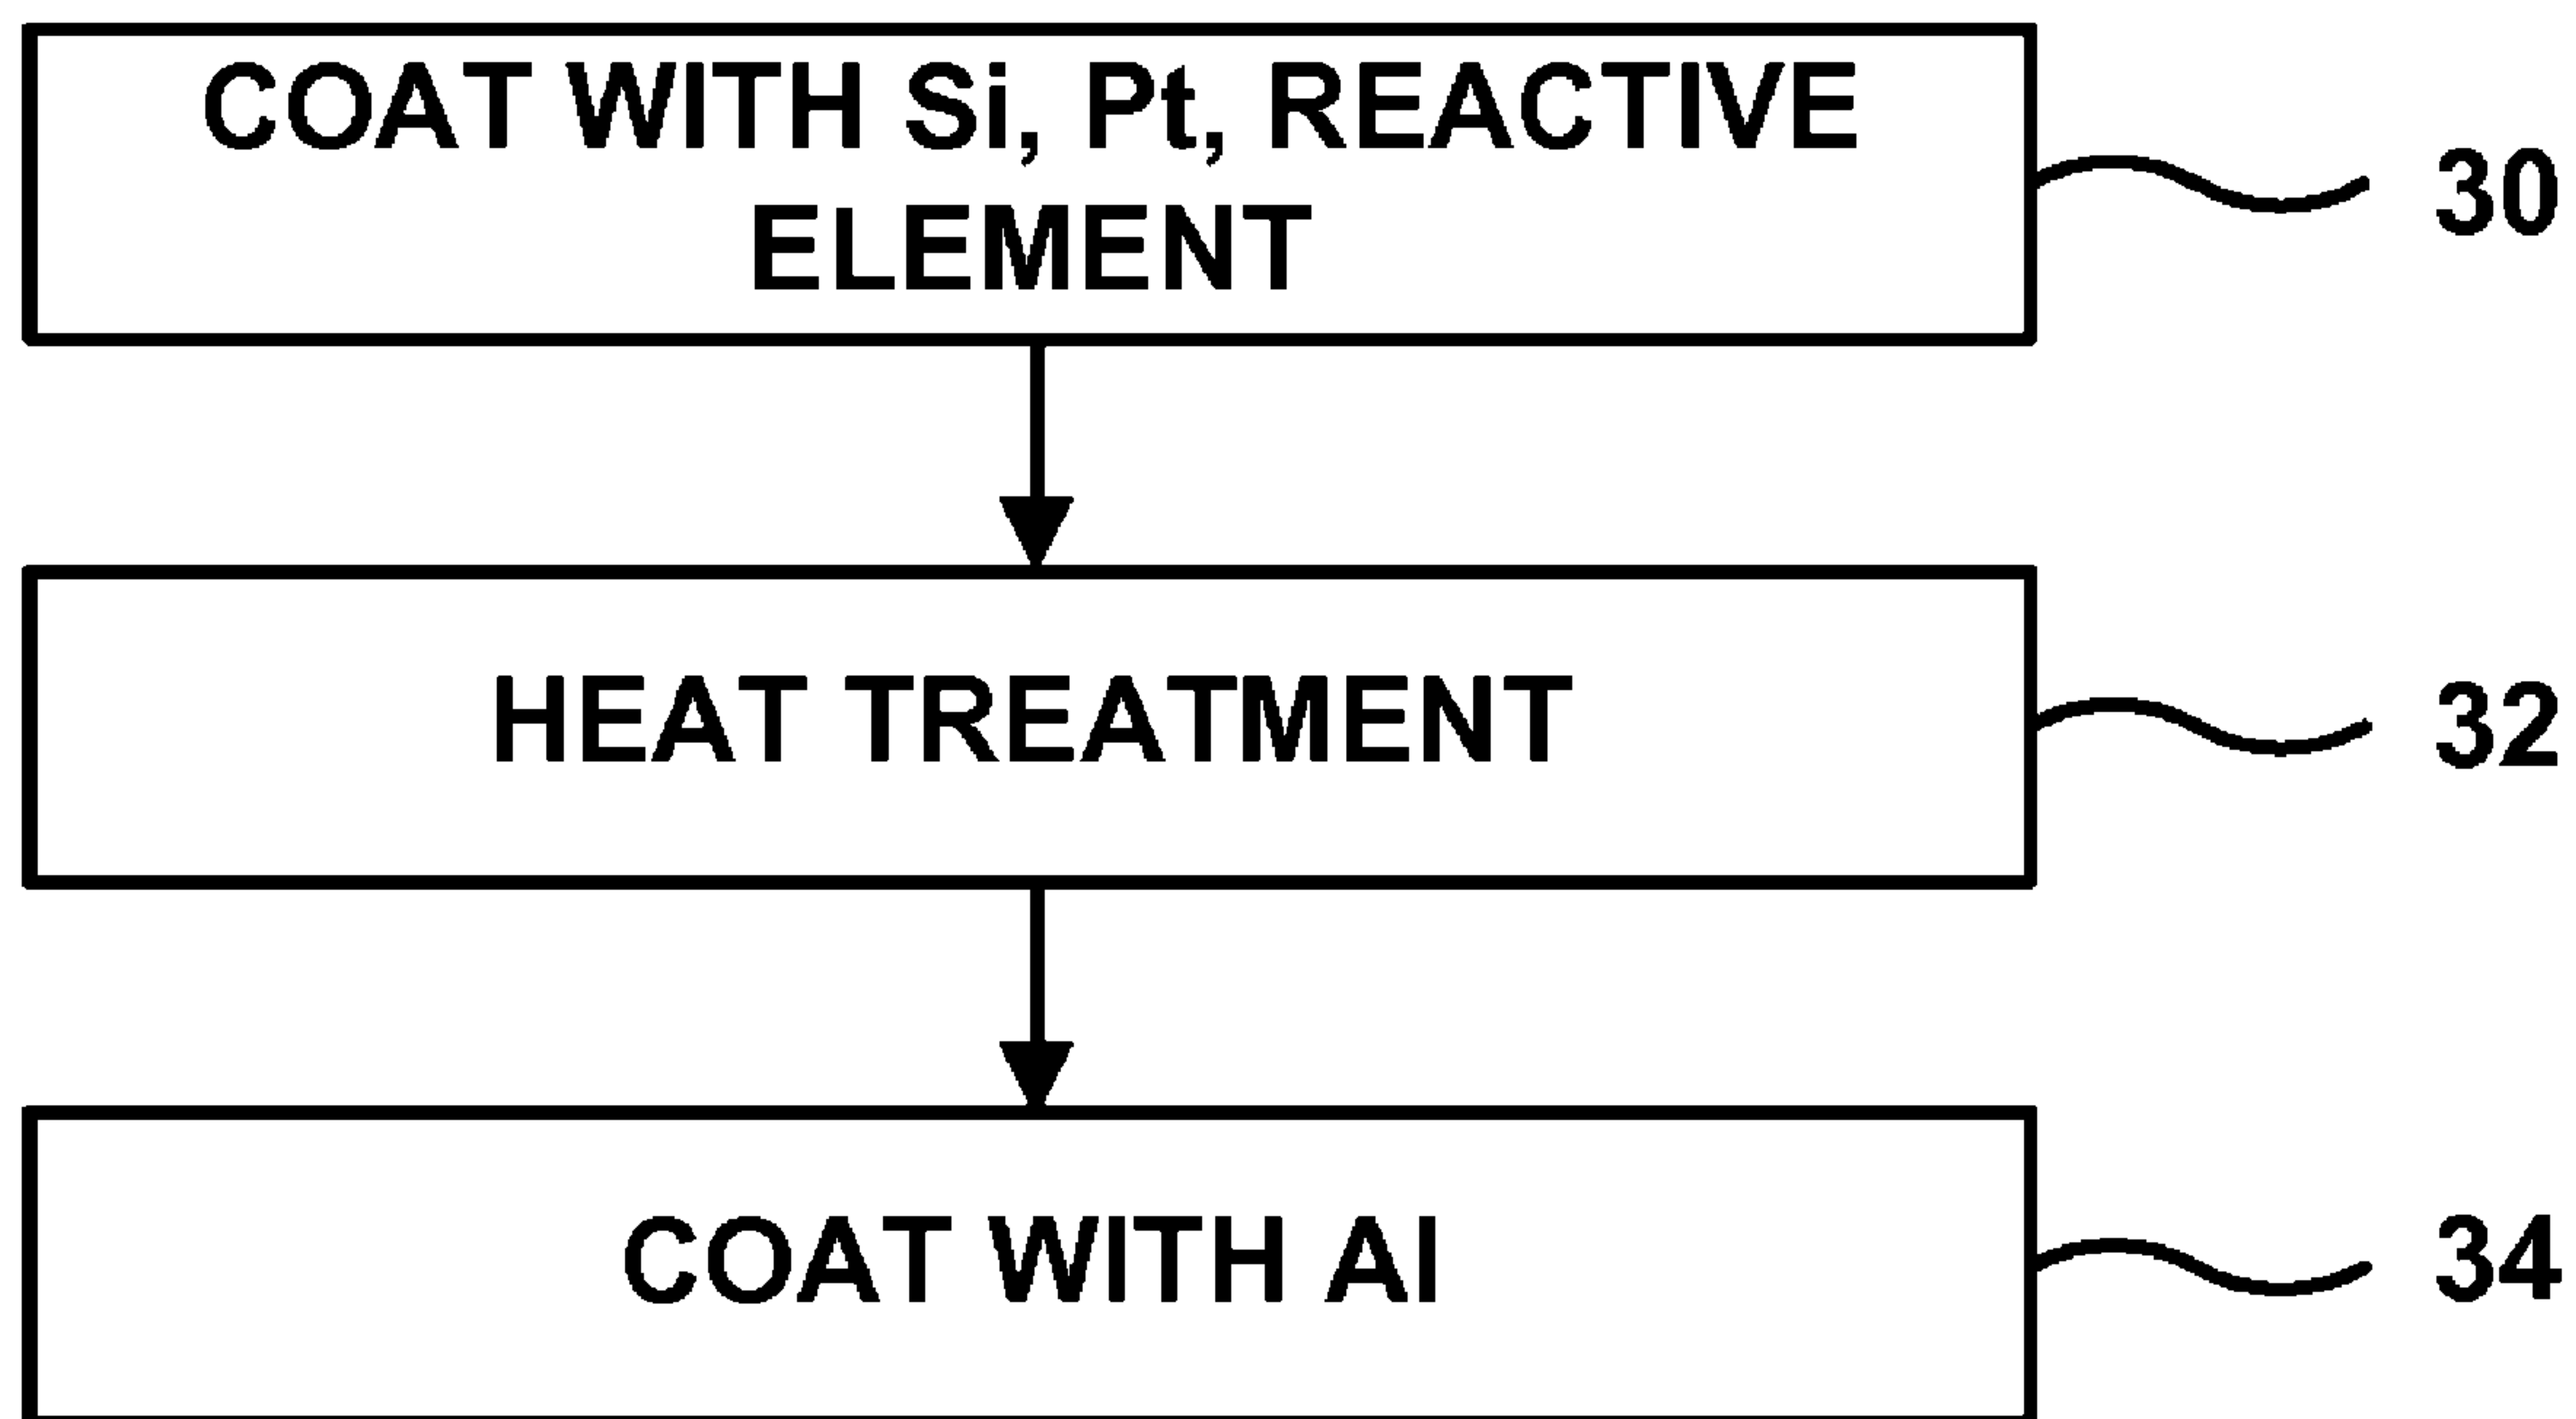 COAT WITH Si, Pt, REACTIVE
ELEMENT
30
HEAT TREATMENT
32
COAT WITH Al
34